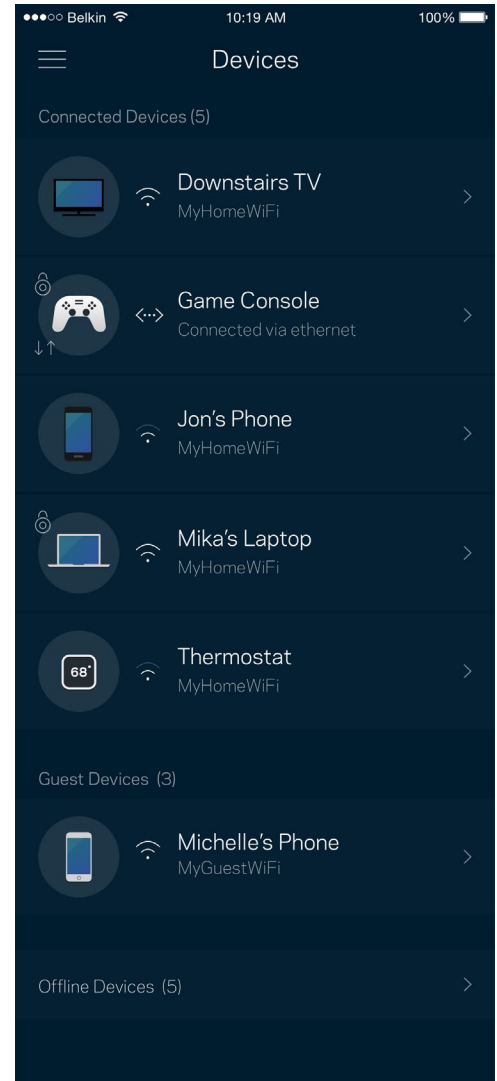 Belkin 10:19 AM 100%
Devices
Connected Devices (5)
Downstairs TV
MyHomeWiFi
Game Console
Connected via ethernet
Jon's Phone
MyHomeWiFi
Mika's Laptop
MyHomeWiFi
68°
Thermostat
MyHomeWiFi
Guest Devices (3)
Michelle's Phone
MyGuestWiFi
Offline Devices (5)